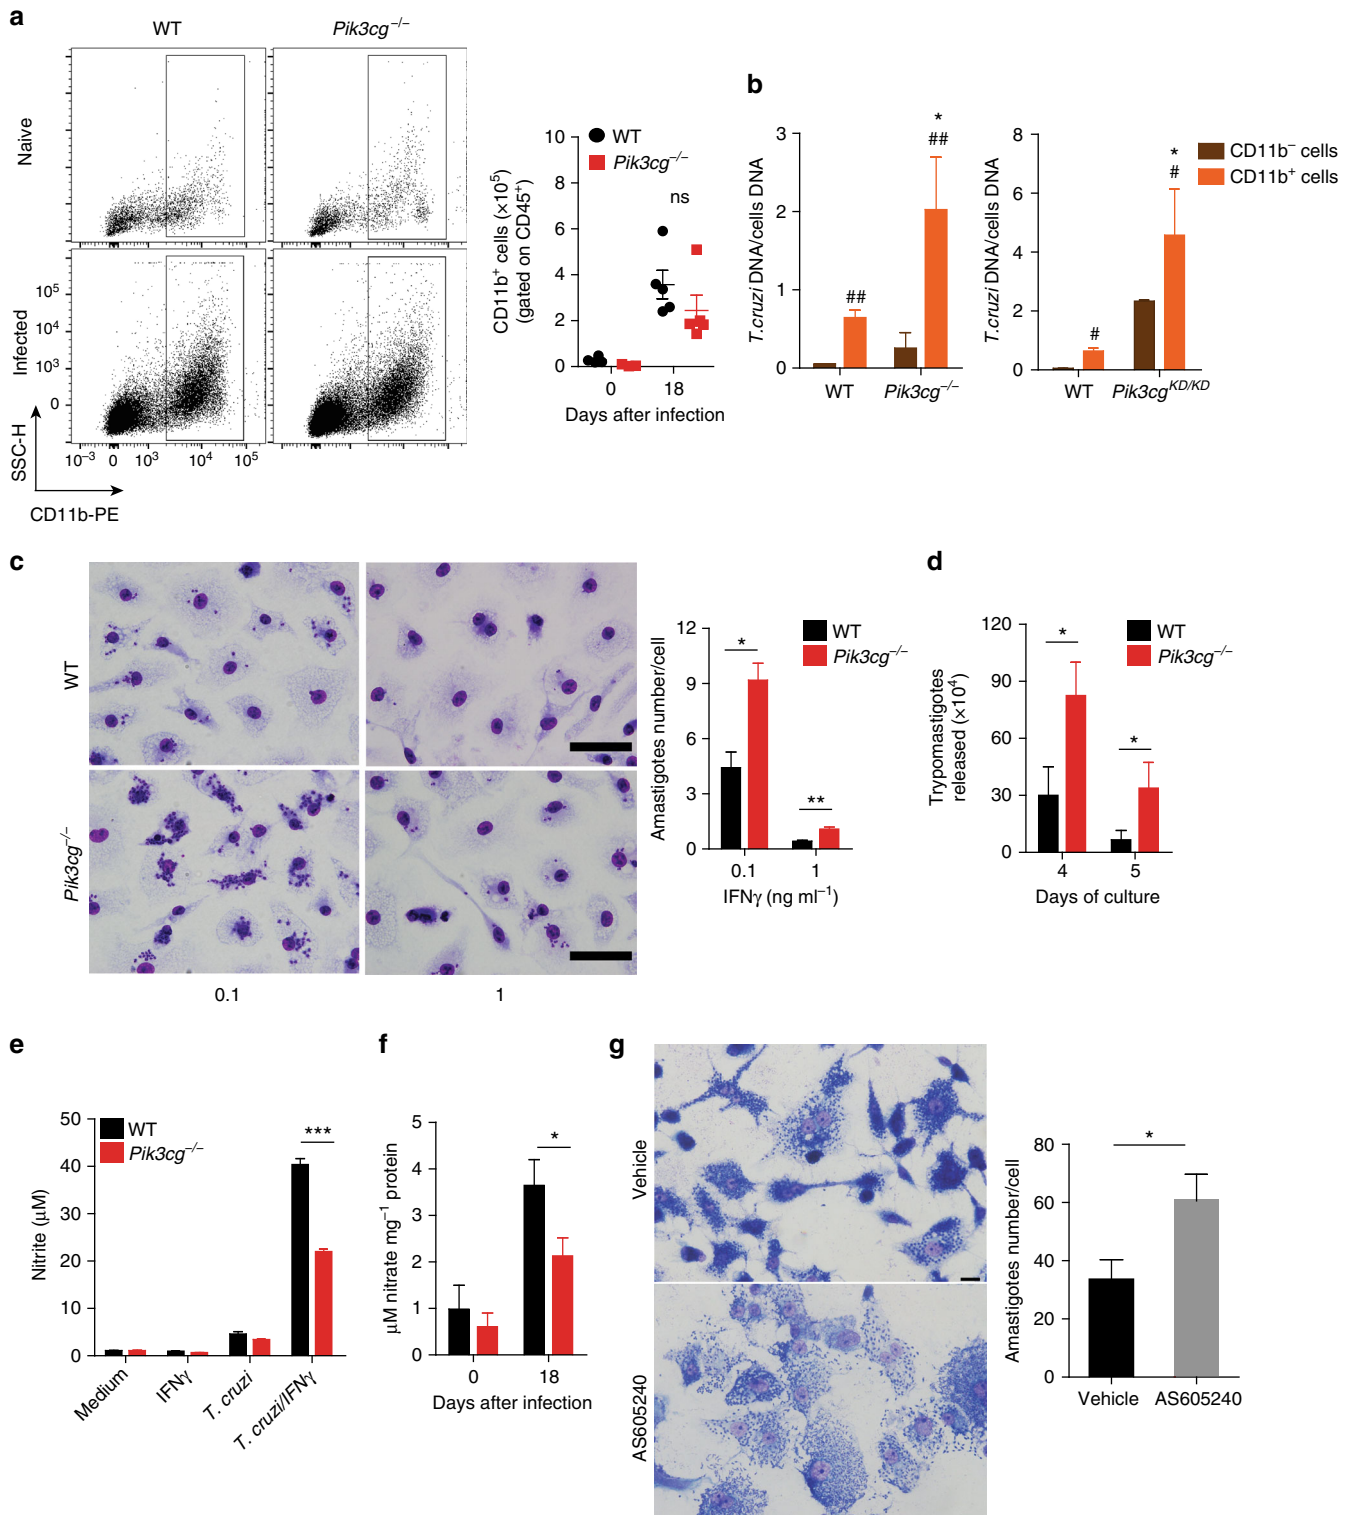 a
WT
Pik3cg⁻/⁻
Naive
Infected
10⁵
10⁴
10³
0
SSC-H
10⁻³ 0 10³ 10⁴ 10⁵
CD11b-PE
CD11b⁺ cells (×10⁵)
(gated on CD45⁺)
10
8
6
4
2
0
WT
Pik3cg⁻/⁻
ns
0 18
Days after infection
b
T.cruzi DNA/cells DNA
3
2
1
0
##
*
##
WT Pik3cg⁻/⁻
T.cruzi DNA/cells DNA
8
6
4
2
0
#
*
#
WT Pik3cg^KD/KD
CD11b⁻ cells
CD11b⁺ cells
c
WT
Pik3cg⁻/⁻
0.1 1
Amastigotes number/cell
12
9
6
3
0
WT
Pik3cg⁻/⁻
*
**
0.1 1
IFNγ (ng ml⁻¹)
d
Trypomastigotes
released (×10⁴)
120
90
60
30
0
WT
Pik3cg⁻/⁻
*
*
4 5
Days of culture
e
Nitrite (μM)
50
40
30
20
10
0
WT
Pik3cg⁻/⁻
***
Medium
IFNγ
T. cruzi
T. cruzi/IFNγ
f
μM nitrate mg⁻¹ protein
5
4
3
2
1
0
*
0 18
Days after infection
g
Vehicle
AS605240
Amastigotes number/cell
80
60
40
20
0
*
Vehicle AS605240